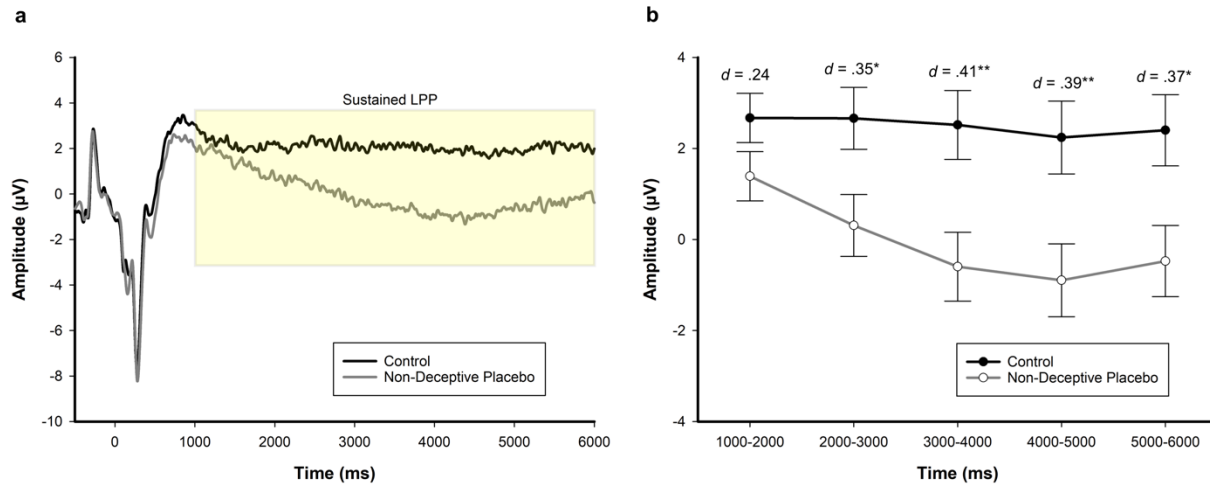 a
6
4
2
0
-2
-4
-6
-8
-10
Amplitude (µV)
Sustained LPP
Control
Non-Deceptive Placebo
0 1000 2000 3000 4000 5000 6000
Time (ms)
b
4
2
0
-2
-4
Amplitude (µV)
d = .24
d = .35*
d = .41**
d = .39**
d = .37*
Control
Non-Deceptive Placebo
1000-2000 2000-3000 3000-4000 4000-5000 5000-6000
Time (ms)